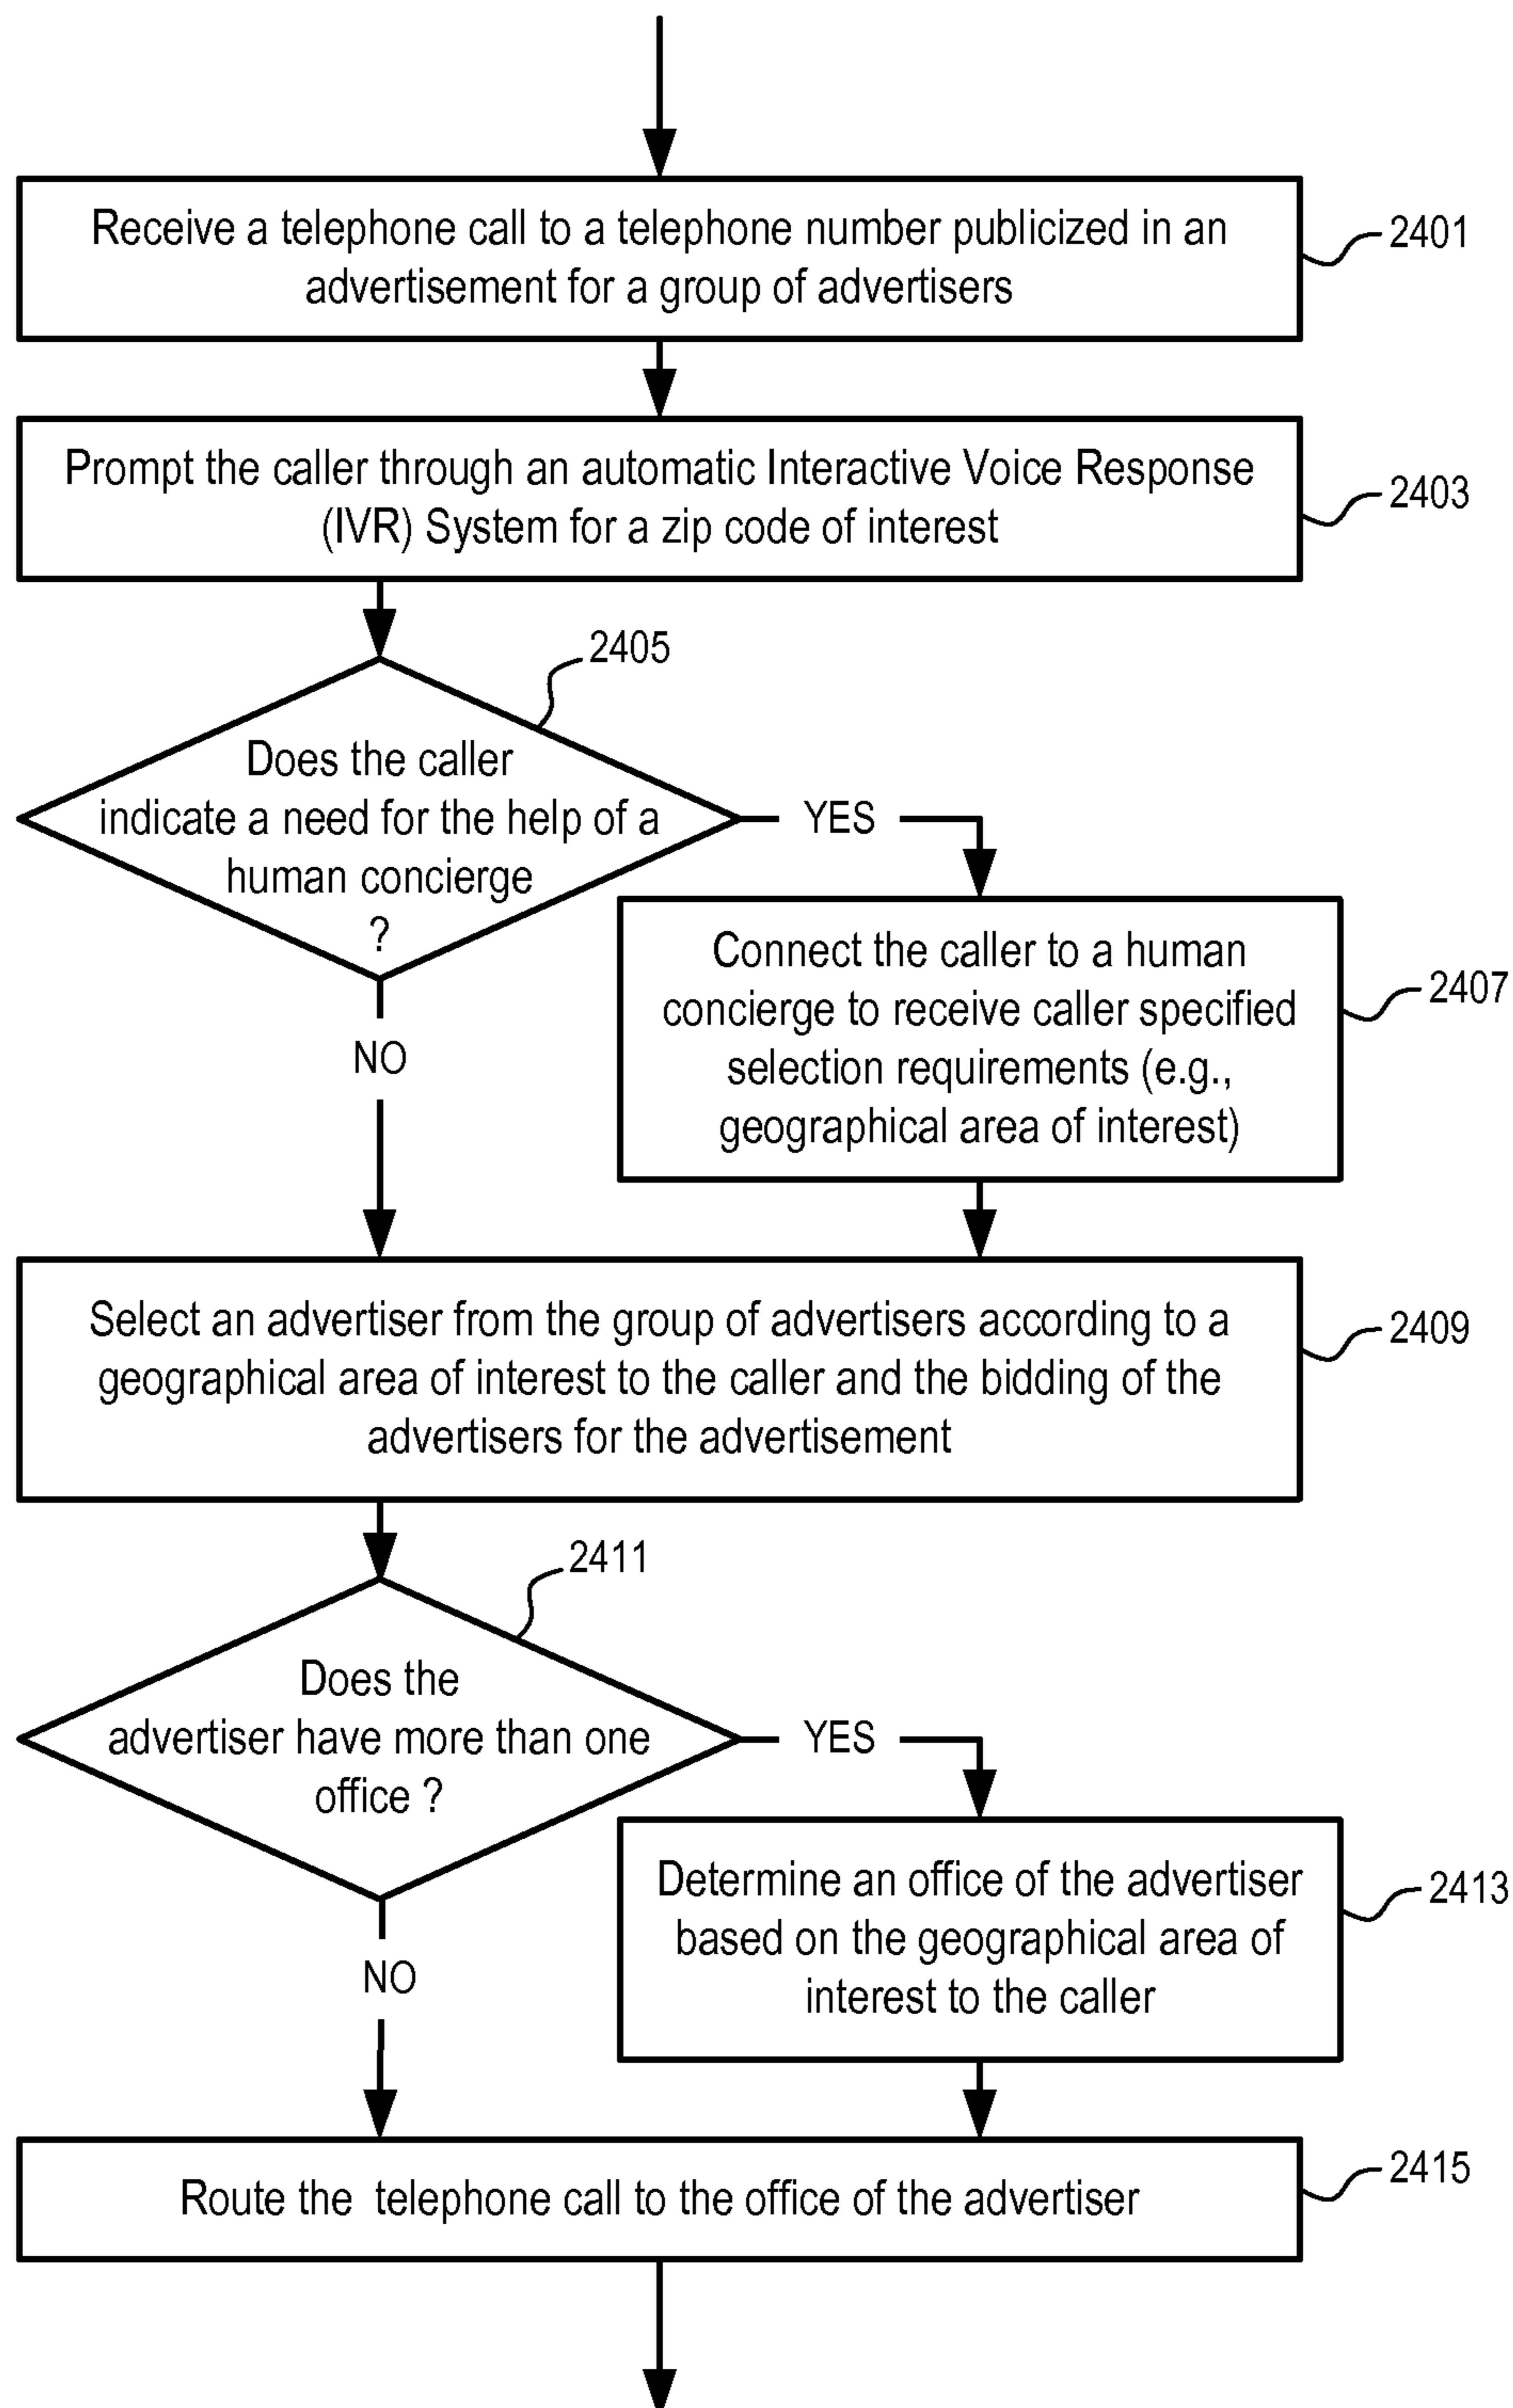 Receive a telephone call to a telephone number publicized in an
advertisement for a group of advertisers
2401
Prompt the caller through an automatic Interactive Voice Response
(IVR) System for a zip code of interest
2403
2405
Does the caller
indicate a need for the help of a
human concierge
?
YES
NO
Connect the caller to a human
concierge to receive caller specified
selection requirements (e.g.,
geographical area of interest)
2407
Select an advertiser from the group of advertisers according to a
geographical area of interest to the caller and the bidding of the
advertisers for the advertisement
2409
2411
Does the
advertiser have more than one
office ?
YES
NO
Determine an office of the advertiser
based on the geographical area of
interest to the caller
2413
Route the telephone call to the office of the advertiser
2415